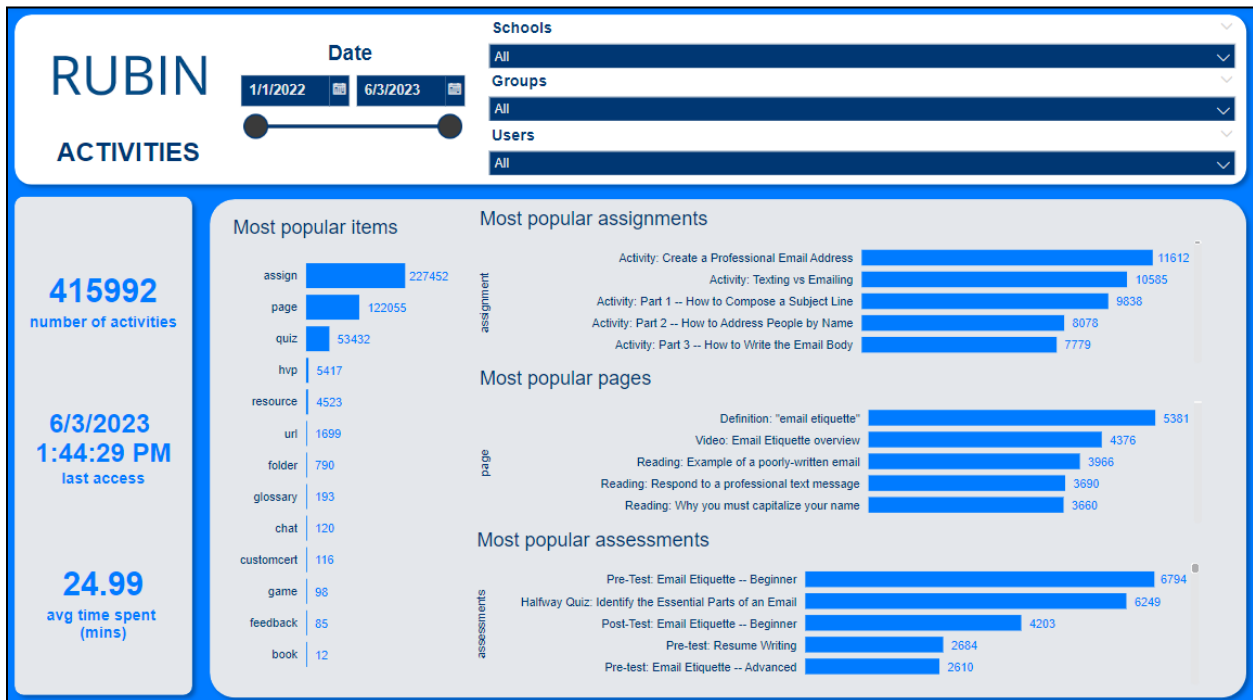 RUBIN
ACTIVITIES
Date
1/1/2022
6/3/2023
Schools
All
Groups
All
Users
All
415992
number of activities
6/3/2023
1:44:29 PM
last access
24.99
avg time spent
(mins)
Most popular items
assign 227452
page 122055
quiz 53432
hvp 5417
resource 4523
url 1699
folder 790
glossary 193
chat 120
customcert 116
game 98
feedback 85
book 12
Most popular assignments
assignment
Activity: Create a Professional Email Address 11612
Activity: Texting vs Emailing 10585
Activity: Part 1 -- How to Compose a Subject Line 9838
Activity: Part 2 -- How to Address People by Name 8078
Activity: Part 3 -- How to Write the Email Body 7779
Most popular pages
page
Definition: "email etiquette" 5381
Video: Email Etiquette overview 4376
Reading: Example of a poorly-written email 3966
Reading: Respond to a professional text message 3690
Reading: Why you must capitalize your name 3660
Most popular assessments
assessments
Pre-Test: Email Etiquette -- Beginner 6794
Halfway Quiz: Identify the Essential Parts of an Email 6249
Post-Test: Email Etiquette -- Beginner 4203
Pre-test: Resume Writing 2684
Pre-test: Email Etiquette -- Advanced 2610